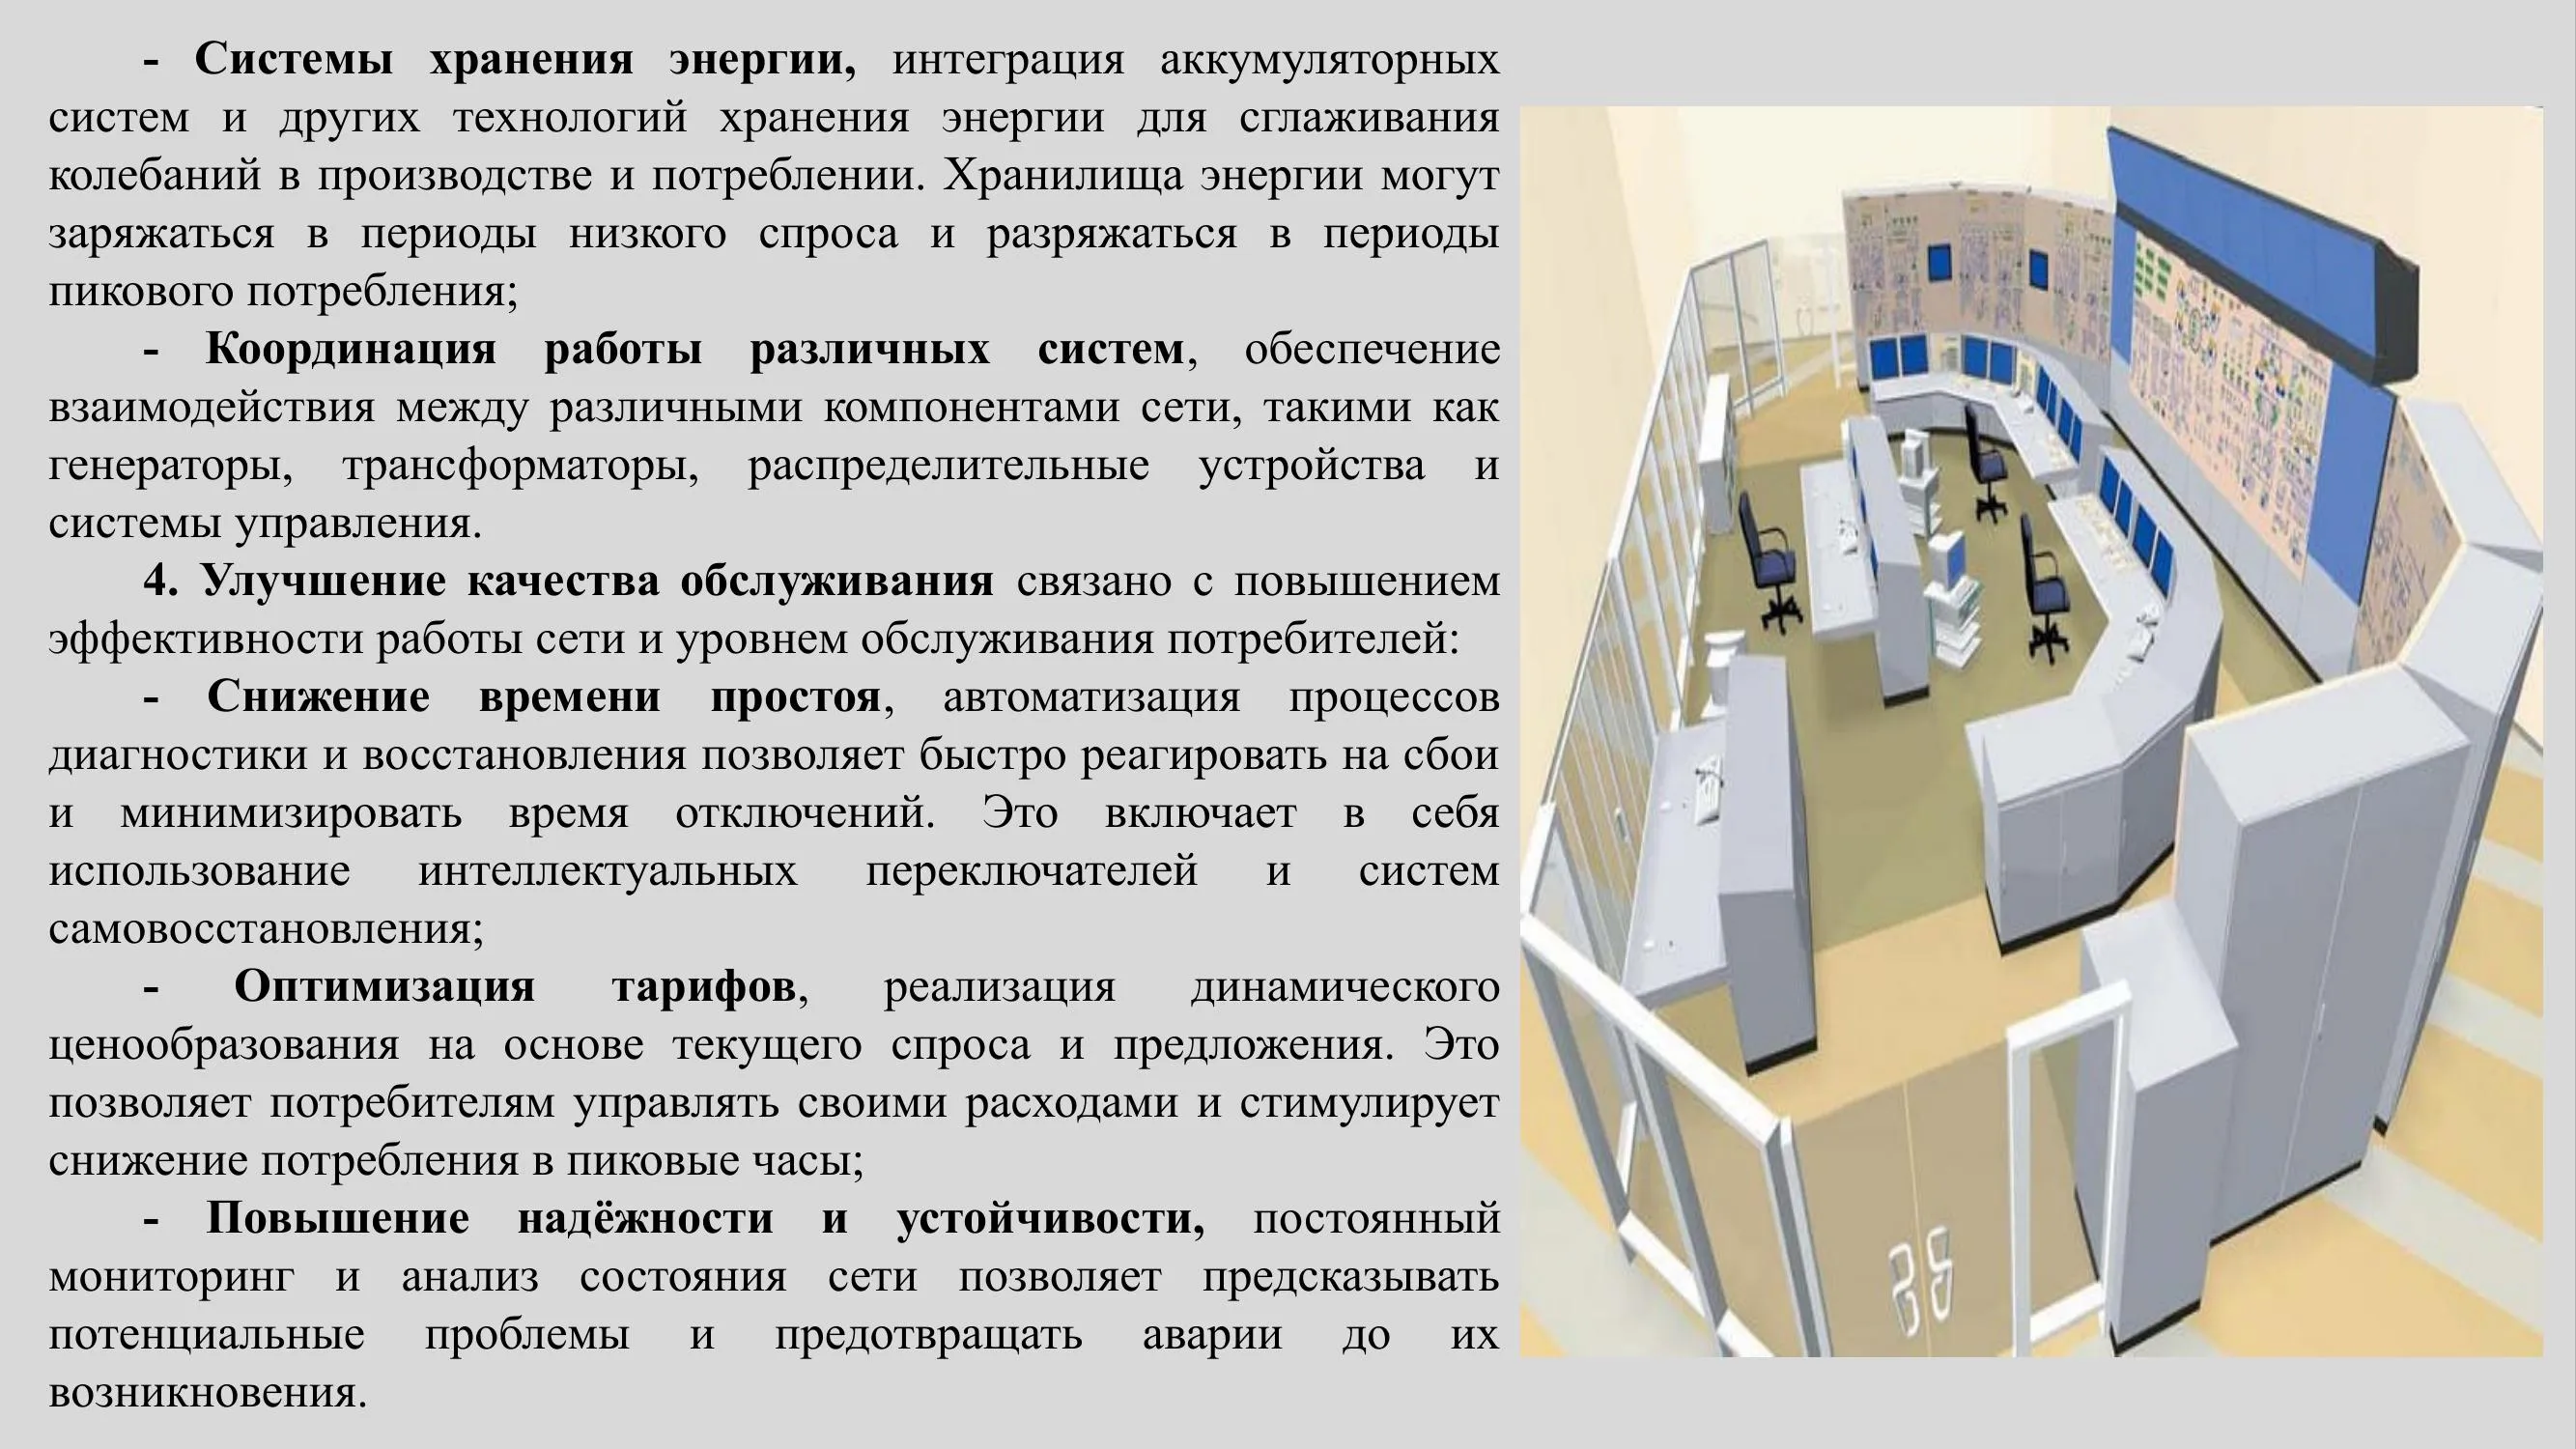 - Системы хранения энергии, интеграция аккумуляторных
систем и других технологий хранения энергии для сглаживания
колебаний в производстве и потреблении. Хранилища энергии могут
заряжаться в периоды низкого спроса и разряжаться в периоды
пикового потребления;
- Координация работы различных систем, обеспечение
взаимодействия между различными компонентами сети, такими как
генераторы, трансформаторы, распределительные устройства и
системы управления.
4. Улучшение качества обслуживания связано с повышением
эффективности работы сети и уровнем обслуживания потребителей:
- Снижение времени простоя, автоматизация процессов
диагностики и восстановления позволяет быстро реагировать на сбои
и минимизировать время отключений. Это включает в себя
использование интеллектуальных переключателей и систем
самовосстановления;
- Оптимизация тарифов, реализация динамического
ценообразования на основе текущего спроса и предложения. Это
позволяет потребителям управлять своими расходами и стимулирует
снижение потребления в пиковые часы;
- Повышение надёжности и устойчивости, постоянный
мониторинг и анализ состояния сети позволяет предсказывать
потенциальные проблемы и предотвращать аварии до их
возникновения.